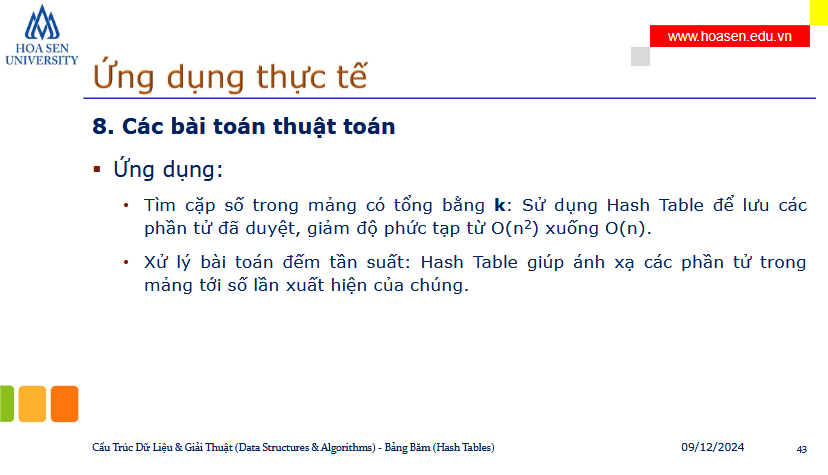 HOA SEN
UNIVERSITY
www.hoasen.edu.vn
Ứng dụng thực tế
8. Các bài toán thuật toán
▪ Ứng dụng:
• Tìm cặp số trong mảng có tổng bằng k: Sử dụng Hash Table để lưu các
phần tử đã duyệt, giảm độ phức tạp từ O(n²) xuống O(n).
• Xử lý bài toán đếm tần suất: Hash Table giúp ánh xạ các phần tử trong
mảng tới số lần xuất hiện của chúng.
Cấu Trúc Dữ Liệu & Giải Thuật (Data Structures & Algorithms) - Bảng Băm (Hash Tables)
09/12/2024
43